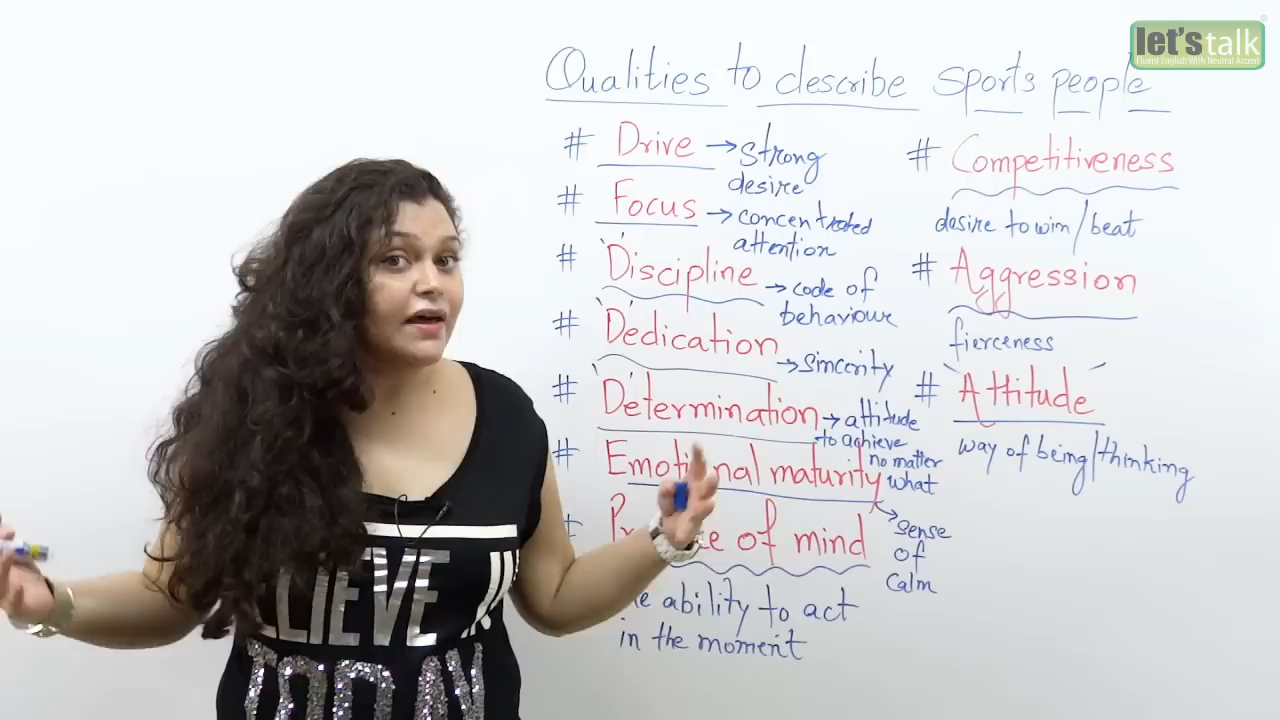 let's talk
Fluent English With Neutral Accent
Qualities to describe sports people
# Drive → strong
desire
# Focus → concentrated
attention
# Discipline → code of
behaviour
# Dedication → Sincerity
# Determination → attitude
to achieve
no matter
what
# Emotional maturity → sense
of
calm
of mind
ability to act
in the moment
# Competitiveness
desire to win/beat
# Aggression
fierceness
# Attitude
way of being/thinking
TODAY